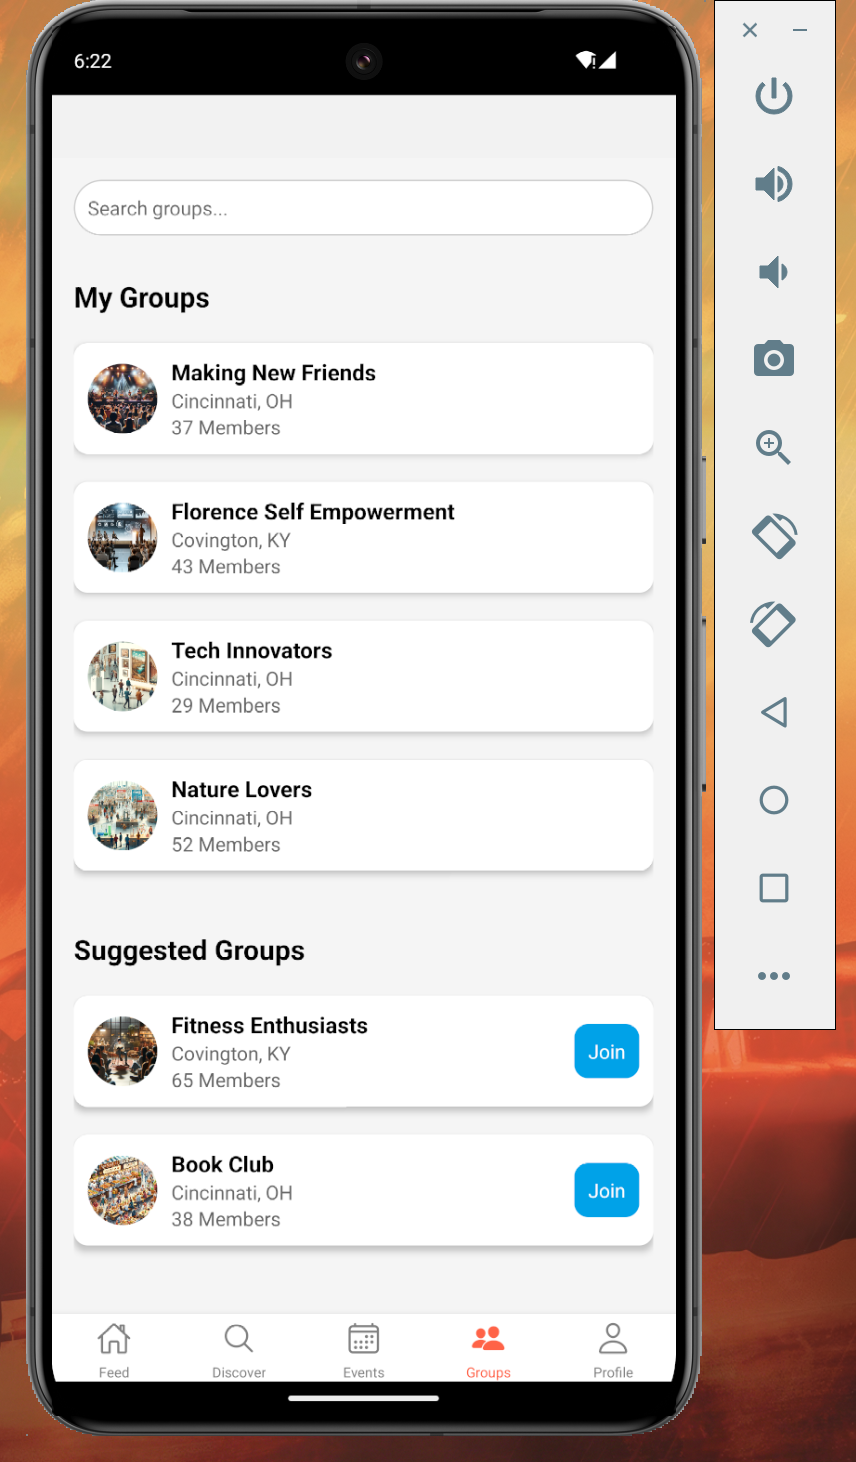 6:22
Search groups...
My Groups
Making New Friends
Cincinnati, OH
37 Members
Florence Self Empowerment
Covington, KY
43 Members
Tech Innovators
Cincinnati, OH
29 Members
Nature Lovers
Cincinnati, OH
52 Members
Suggested Groups
Fitness Enthusiasts
Covington, KY
65 Members
Join
Book Club
Cincinnati, OH
38 Members
Join
Feed
Discover
Events
Groups
Profile